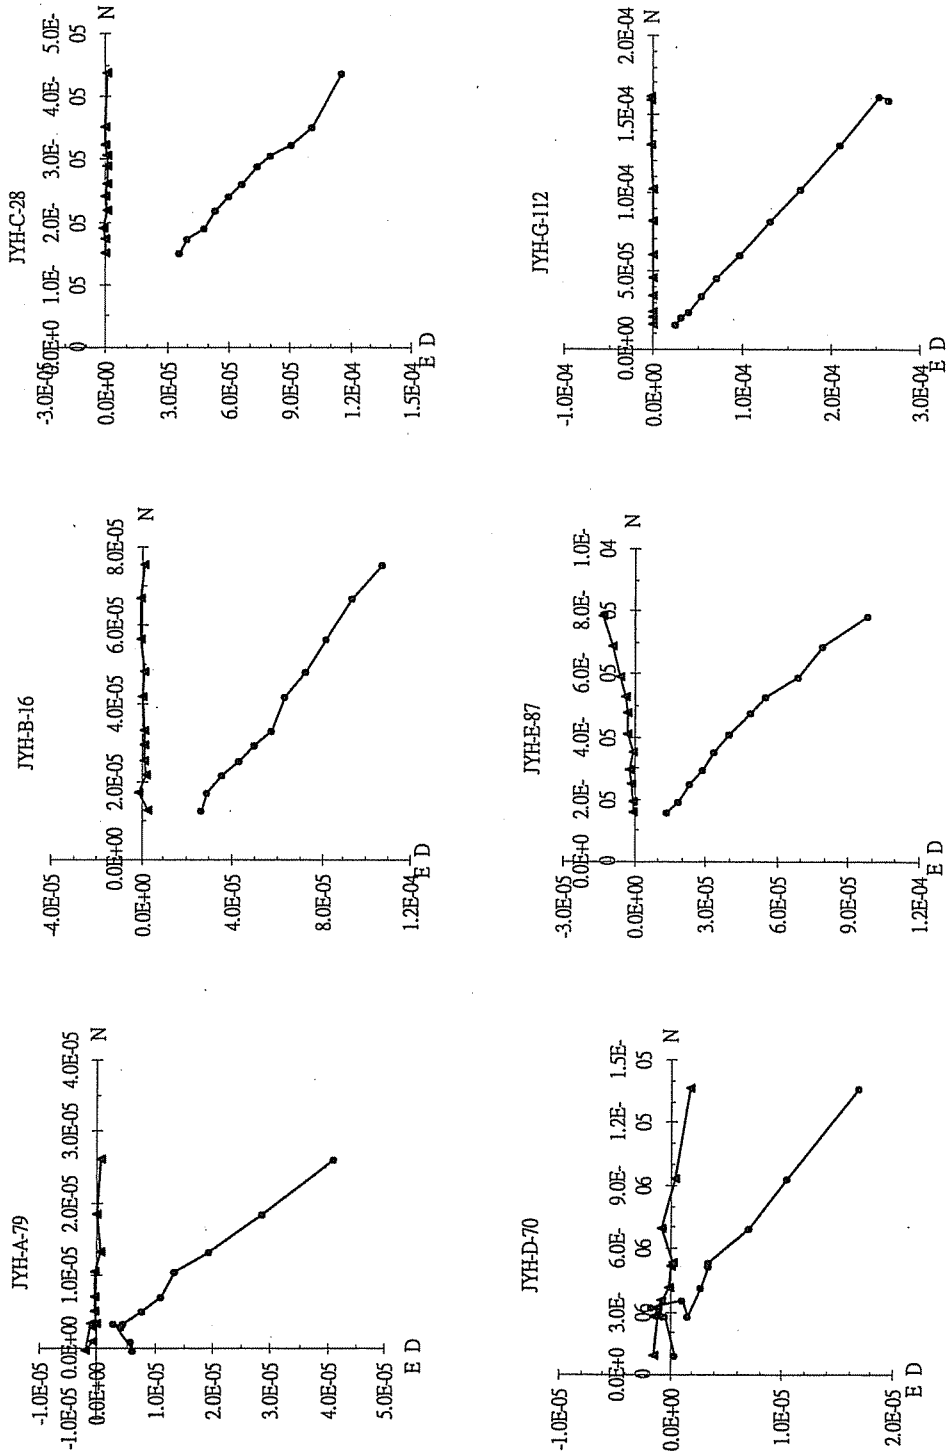 JYH-A-79
-1.0E-05
-1.0E-05 0.0E+00 1.0E-05 2.0E-05 3.0E-05 4.0E-05
0.0E+00 N
1.0E-05
2.0E-05
3.0E-05
4.0E-05
5.0E-05
E D
JYH-B-16
-4.0E-05
0.0E+00 2.0E-05 4.0E-05 6.0E-05 8.0E-05
0.0E+00 N
4.0E-05
8.0E-05
1.2E-04
E D
JYH-C-28
-3.0E-05
0.0E+0 1.0E- 2.0E- 3.0E- 4.0E- 5.0E-
0 05 05 05 05 05
0.0E+00 N
3.0E-05
6.0E-05
9.0E-05
1.2E-04
1.5E-04
E D
JYH-D-70
-1.0E-05
0.0E+0 3.0E- 6.0E- 9.0E- 1.2E- 1.5E-
0 06 06 06 05 05
0.0E+00 N
1.0E-05
2.0E-05
E D
JYH-E-87
-3.0E-05
0.0E+0 2.0E- 4.0E- 6.0E- 8.0E- 1.0E-
0 05 05 05 05 04
0.0E+00 N
3.0E-05
6.0E-05
9.0E-05
1.2E-04
E D
JYH-G-112
-1.0E-04
0.0E+00 5.0E-05 1.0E-04 1.5E-04 2.0E-04
0.0E+00 N
1.0E-04
2.0E-04
3.0E-04
E D